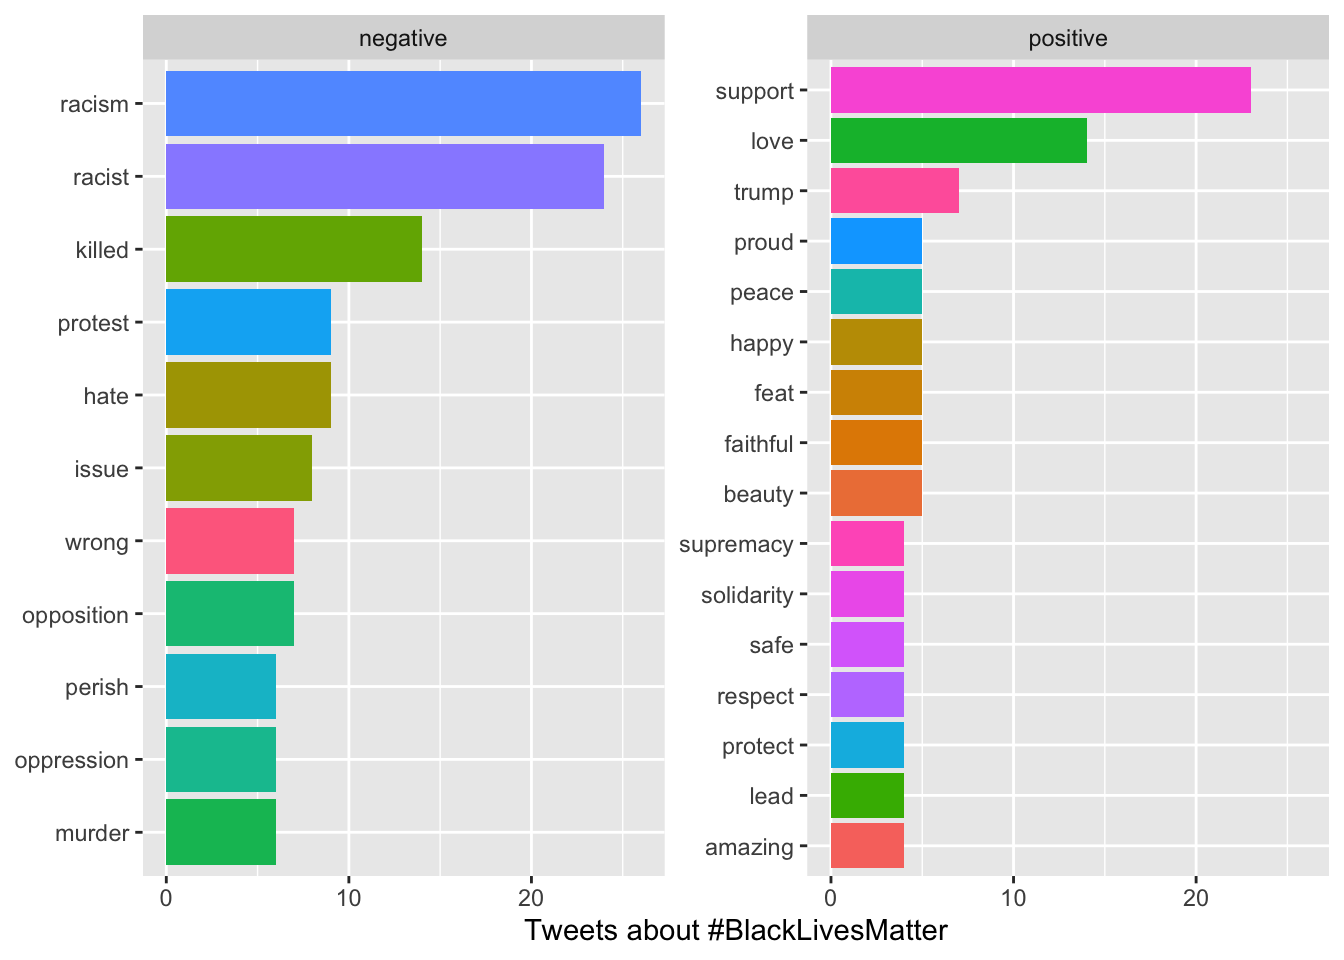 negative
racism
racist
killed
protest
hate
issue
wrong
opposition
perish
oppression
murder
0 10 20
positive
support
love
trump
proud
peace
happy
feat
faithful
beauty
supremacy
solidarity
safe
respect
protect
lead
amazing
0 10 20
Tweets about #BlackLivesMatter